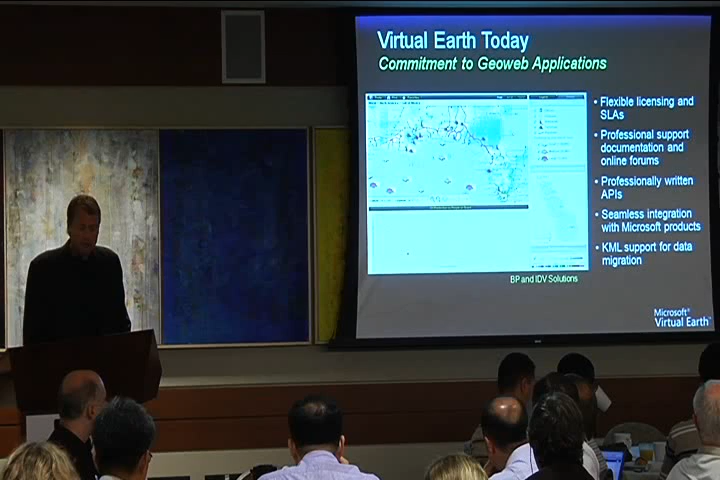 Virtual Earth Today
Commitment to Geoweb Applications
• Flexible licensing and
SLAs
• Professional support
documentation and
online forums
• Professionally written
APIs
• Seamless integration
with Microsoft products
• KML support for data
migration
BP and IDV Solutions
Microsoft®
Virtual Earth™